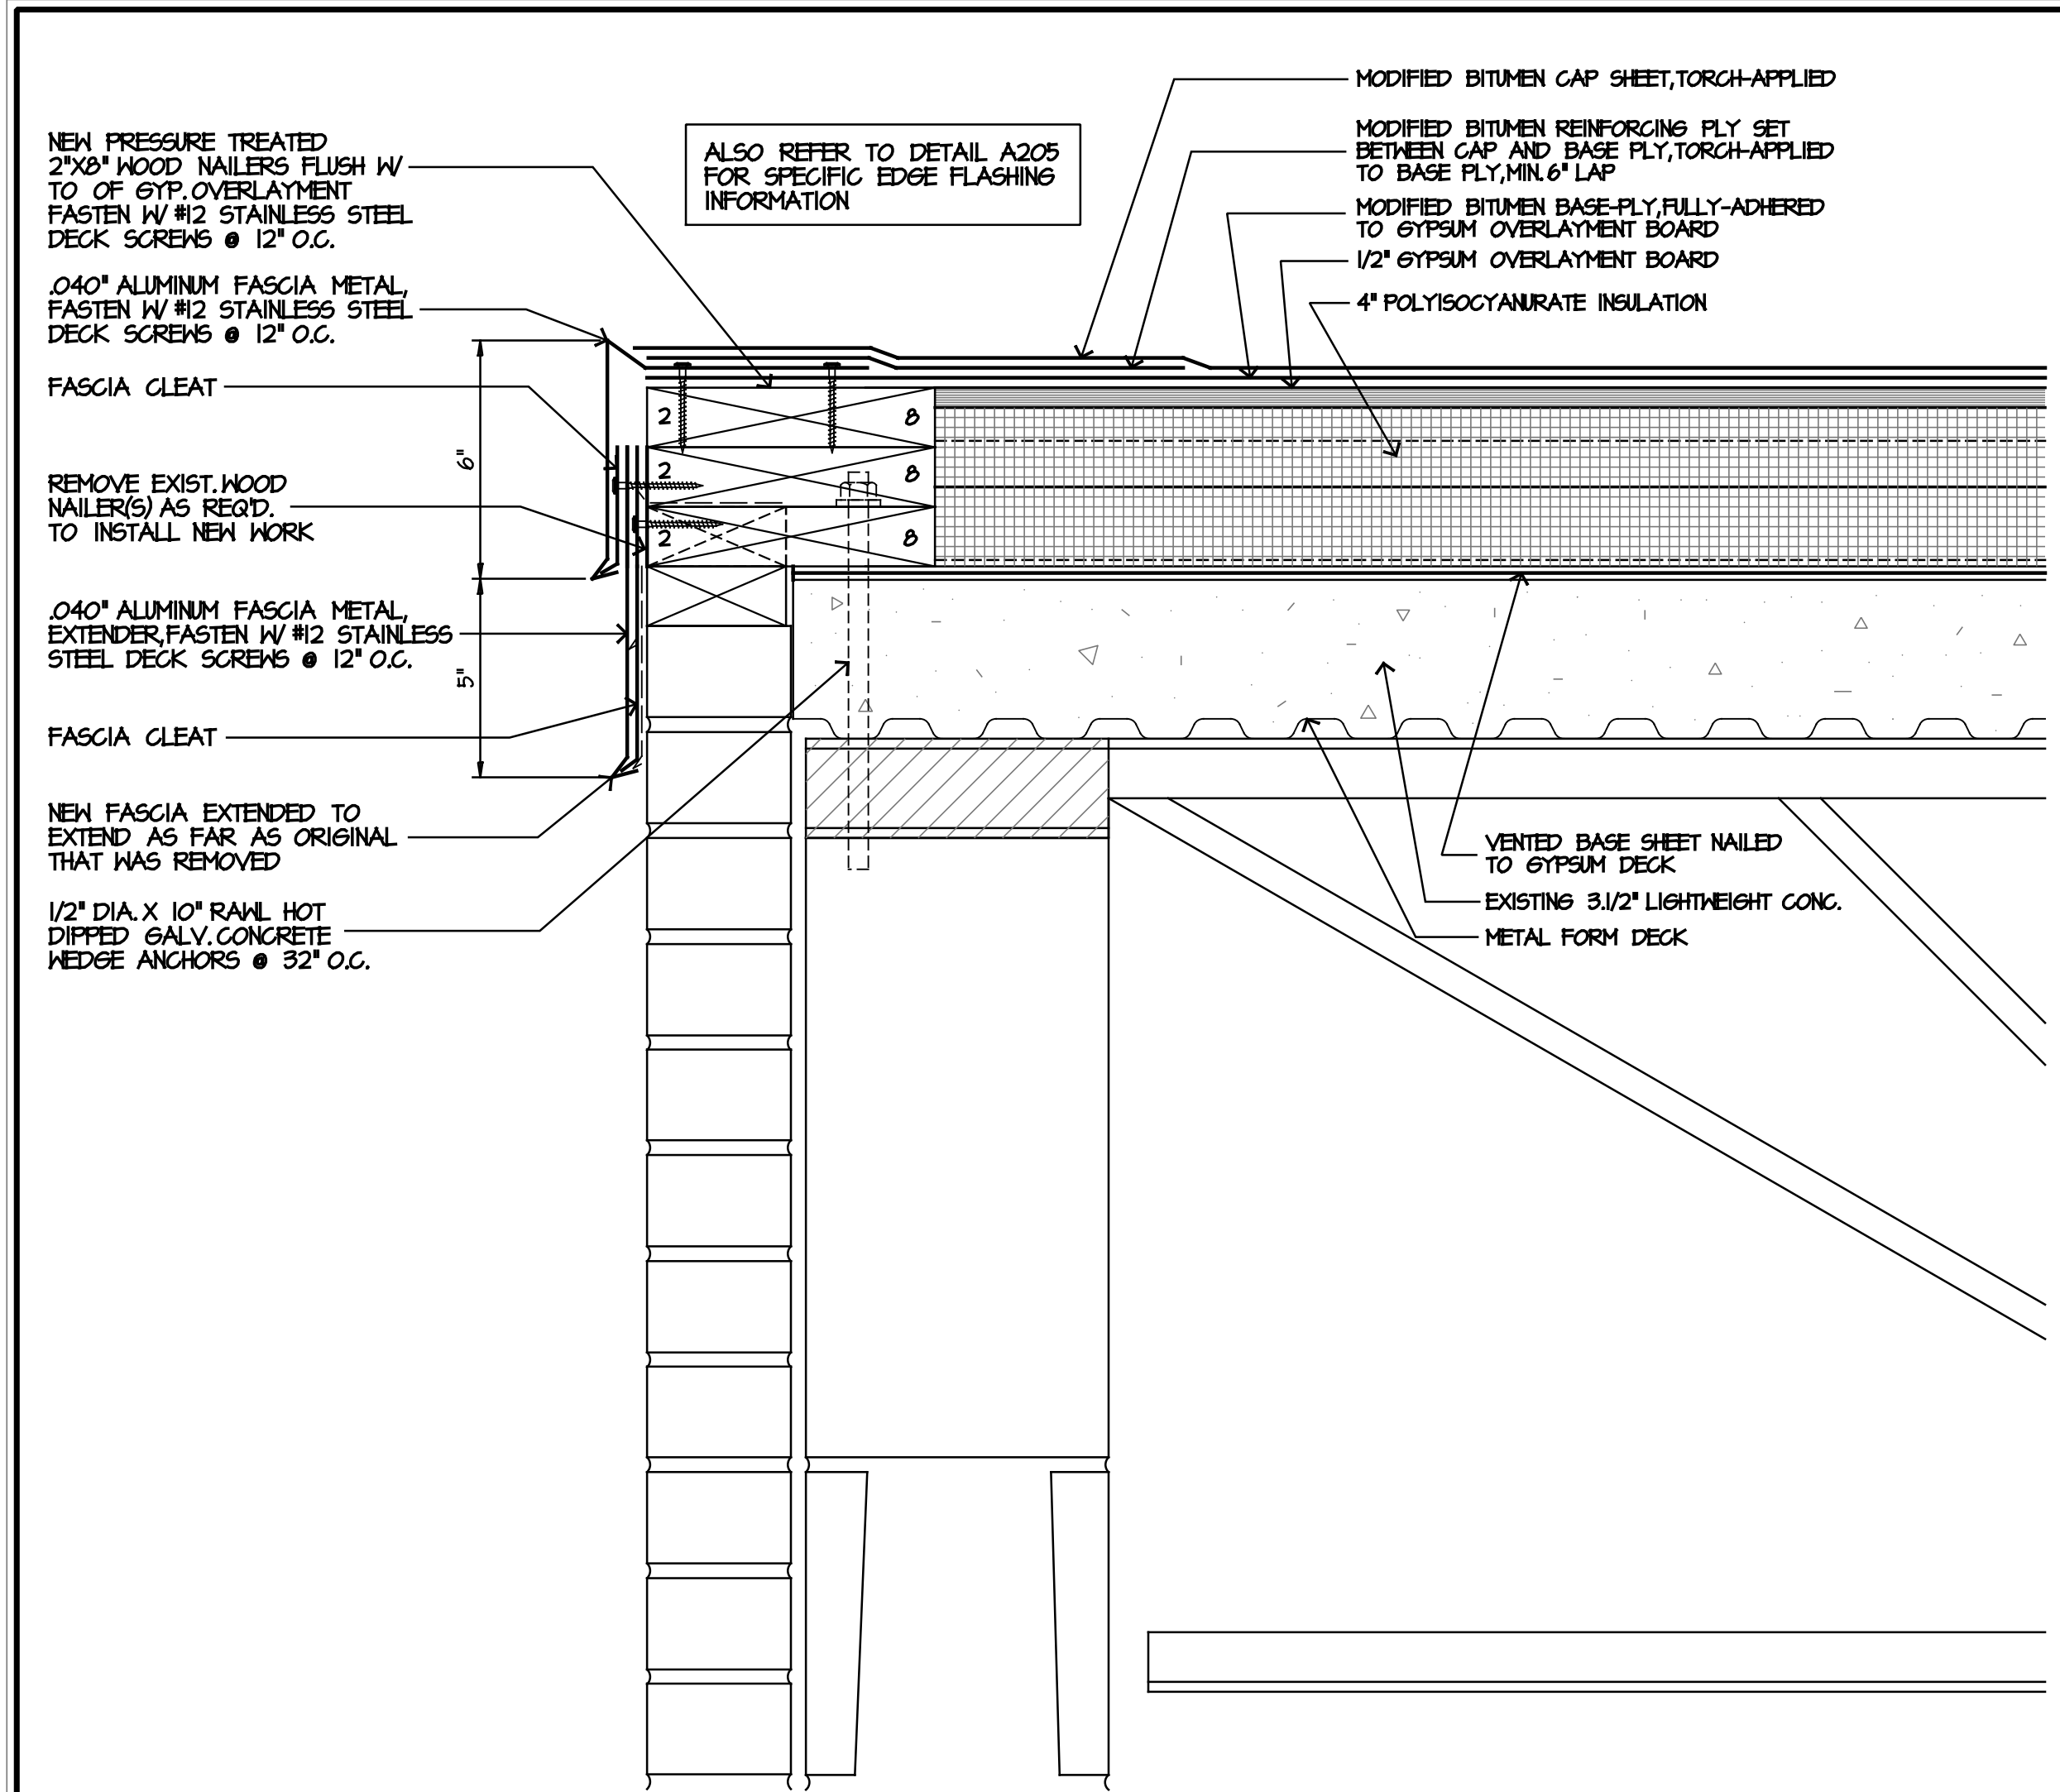 NEW PRESSURE TREATED
2"X8" WOOD NAILERS FLUSH W/
TO OF GYP. OVERLAYMENT
FASTEN W/ #12 STAINLESS STEEL
DECK SCREWS @ 12" O.C.
.040" ALUMINUM FASCIA METAL,
FASTEN W/ #12 STAINLESS STEEL
DECK SCREWS @ 12" O.C.
FASCIA CLEAT
REMOVE EXIST. WOOD
NAILER(S) AS REQ'D.
TO INSTALL NEW WORK
.040" ALUMINUM FASCIA METAL,
EXTENDER, FASTEN W/ #12 STAINLESS
STEEL DECK SCREWS @ 12" O.C.
FASCIA CLEAT
NEW FASCIA EXTENDED TO
EXTEND AS FAR AS ORIGINAL
THAT WAS REMOVED
1/2" DIA. X 10" RAWL HOT
DIPPED GALV. CONCRETE
WEDGE ANCHORS @ 32" O.C.
6"
5"
ALSO REFER TO DETAIL A205
FOR SPECIFIC EDGE FLASHING
INFORMATION
2 8
2 8
2 8
MODIFIED BITUMEN CAP SHEET, TORCH-APPLIED
MODIFIED BITUMEN REINFORCING PLY SET
BETWEEN CAP AND BASE PLY, TORCH-APPLIED
TO BASE PLY, MIN. 6" LAP
MODIFIED BITUMEN BASE-PLY, FULLY-ADHERED
TO GYPSUM OVERLAYMENT BOARD
1/2" GYPSUM OVERLAYMENT BOARD
4" POLYISOCYANURATE INSULATION
VENTED BASE SHEET NAILED
TO GYPSUM DECK
EXISTING 3.1/2" LIGHTWEIGHT CONC.
METAL FORM DECK